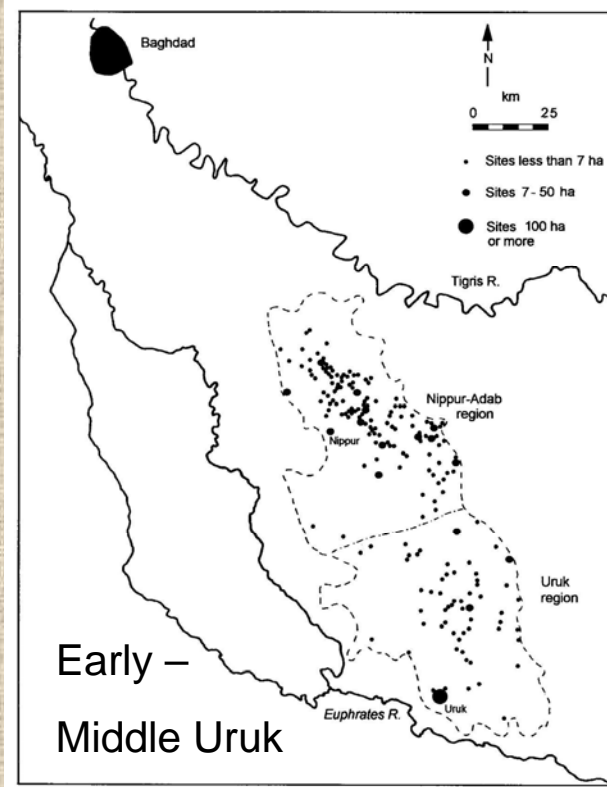 Baghdad
N
km
0 25
Sites less than 7 ha
Sites 7 - 50 ha
Sites 100 ha
or more
Tigris R.
Nippur-Adab
region
Nippur
Uruk
region
Early –
Middle Uruk
Uruk
Euphrates R.